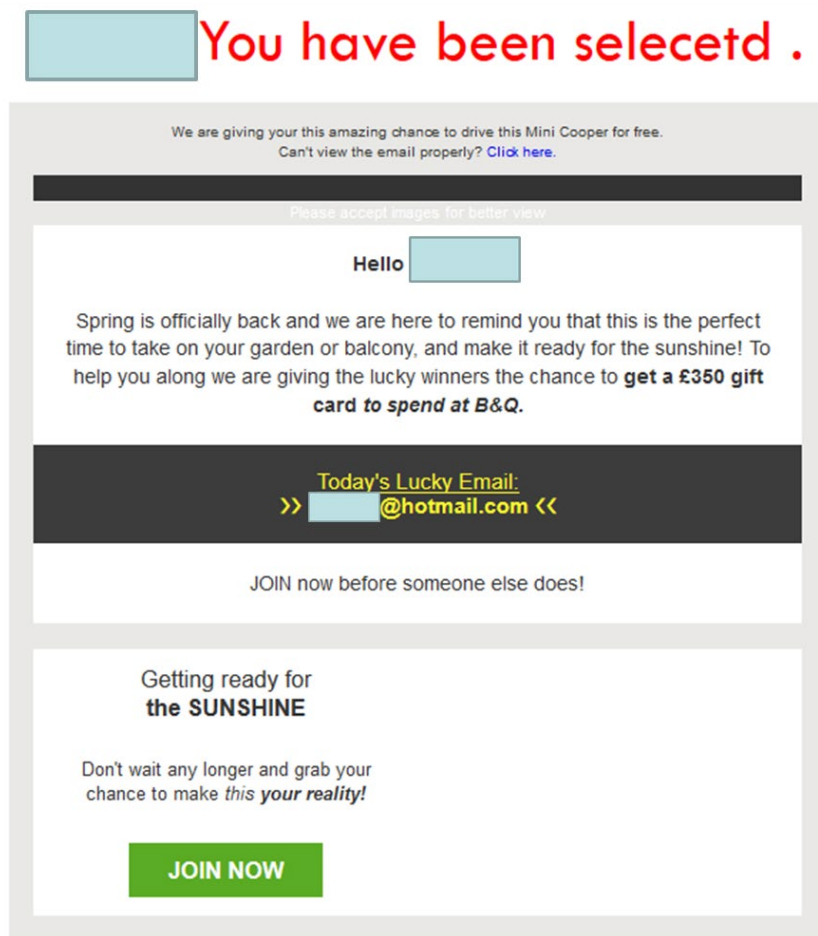 You have been selecetd .
We are giving your this amazing chance to drive this Mini Cooper for free.
Can't view the email properly? Click here.
Please accept images for better view
Hello
Spring is officially back and we are here to remind you that this is the perfect
time to take on your garden or balcony, and make it ready for the sunshine! To
help you along we are giving the lucky winners the chance to get a £350 gift
card to spend at B&Q.
Today's Lucky Email:
›› @hotmail.com ‹‹
JOIN now before someone else does!
Getting ready for
the SUNSHINE
Don't wait any longer and grab your
chance to make this your reality!
JOIN NOW